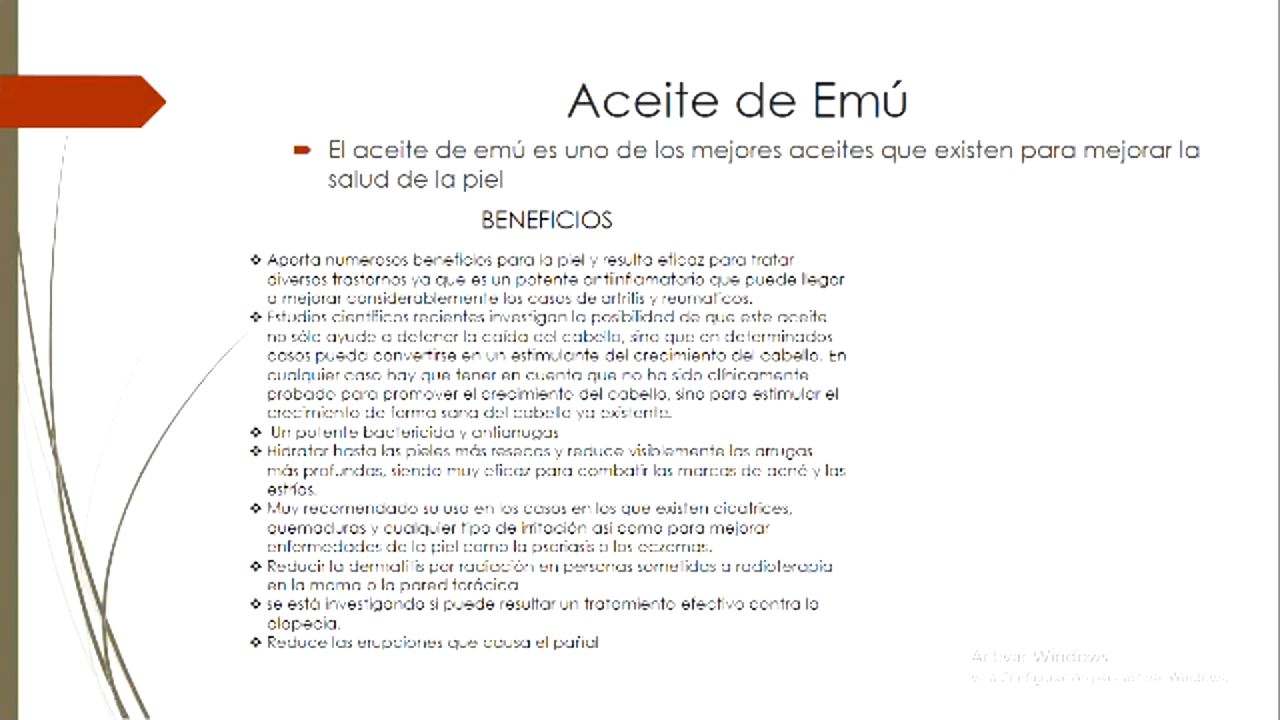 Aceite de Emú
El aceite de emú es uno de los mejores aceites que existen para mejorar la
salud de la piel
BENEFICIOS
❖ Aporta numerosos beneficios para la piel y resulta eficaz para tratar
diversos trastornos ya que es un potente antiinflamatorio que puede llegar
a mejorar considerablemente los casos de artritis y reumaticos.
❖ Estudios científicos recientes investigan la posibilidad de que este aceite
no sólo ayude a detener la caída del cabello, sino que en determinados
casos pueda convertirse en un estimulante del crecimiento del cabello. En
cualquier caso hay que tener en cuenta que no ha sido clínicamente
probado para promover el crecimiento del cabello, sino para estimular el
crecimiento de forma sana del cabello ya existente.
❖ Un potente bactericida y antiarrugas
❖ Hidratar hasta las pieles más resecas y reduce visiblemente las arrugas
más profundas, siendo muy eficaz para combatir las marcas de acné y las
estrías.
❖ Muy recomendado su uso en los casos en los que existen cicatrices,
quemaduras y cualquier tipo de irritación así como para mejorar
enfermedades de la piel como la psoriasis o los eczemas.
❖ Reducir la dermatitis por radiación en personas sometidas a radioterapia
en la mama o la pared torácica
❖ se está investigando si puede resultar un tratamiento efectivo contra la
alopecia.
❖ Reduce las erupciones que causa el pañal
Activar Windows
Ve a Configuración para activar Windows.